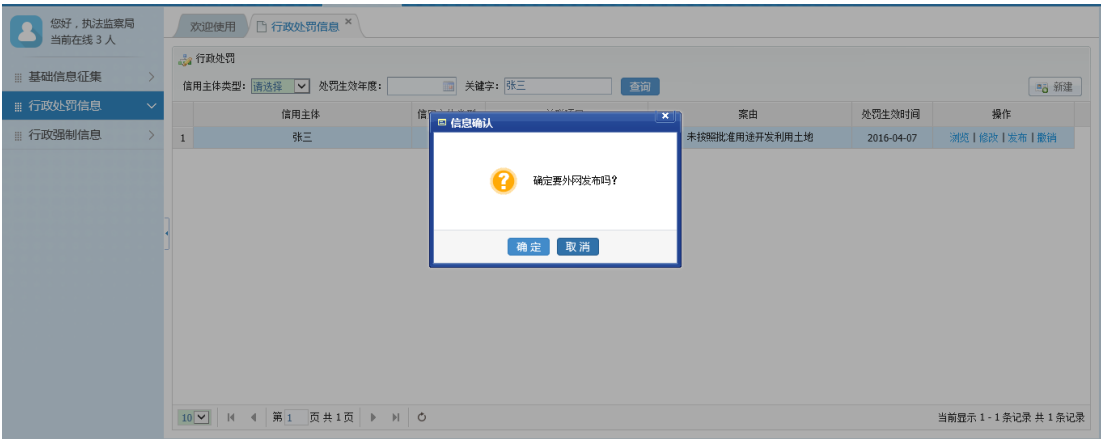 您好，执法监察局
当前在线 3 人
欢迎使用
行政处罚信息
基础信息征集
行政处罚信息
行政强制信息
行政处罚
信用主体类型： 请选择 处罚生效年度： 关键字： 张三 查询
新建
信用主体 案由 处罚生效时间 操作
1 张三 未按照批准用途开发利用土地 2016-04-07 浏览 | 修改 | 发布 | 撤销
信息确认
确定要外网发布吗?
确 定 取 消
10 第 1 页 共 1 页 当前显示 1 - 1 条记录 共 1 条记录